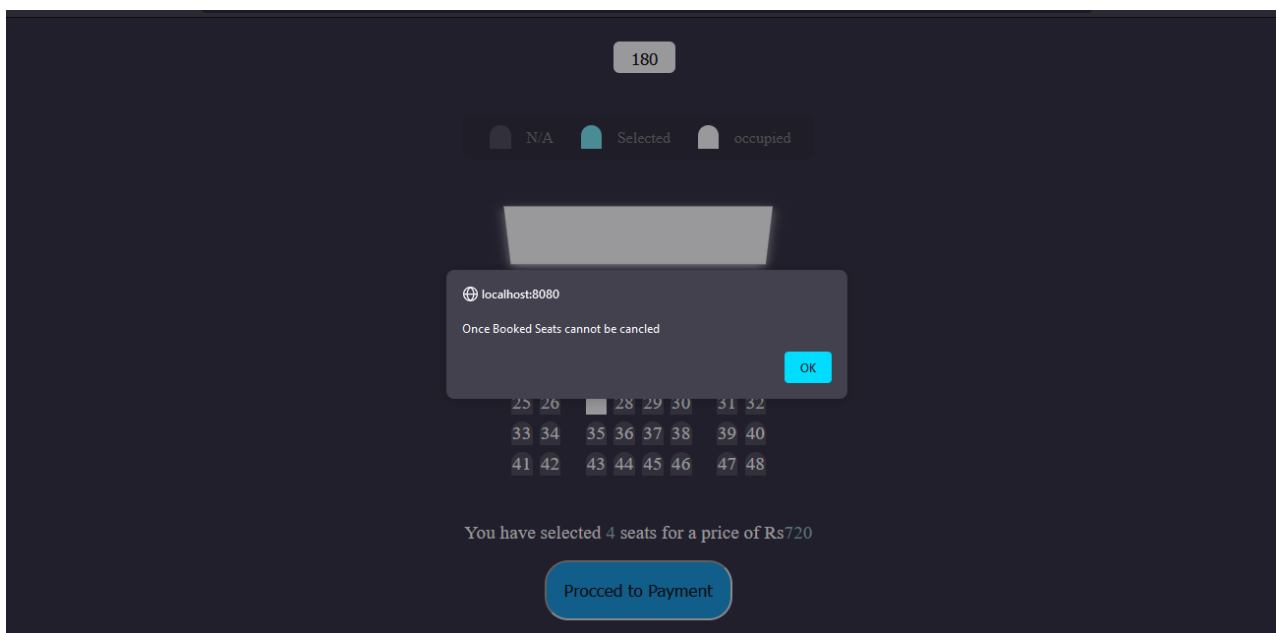 180
N/A Selected occupied
localhost:8080
Once Booked Seats cannot be cancled
OK
25 26 28 29 30 31 32
33 34 35 36 37 38 39 40
41 42 43 44 45 46 47 48
You have selected 4 seats for a price of Rs720
Procced to Payment